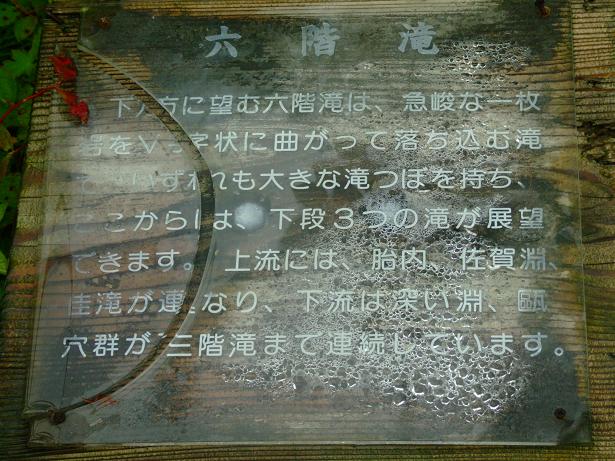 六階滝
下方に望む六階滝は、急峻な一枚
岩をV字状に曲がって落ち込む滝
で、いずれも大きな滝つぼを持ち、
ここからは、下段3つの滝が展望
できます。上流には、胎内、佐賀淵、
佳滝が連なり、下流は深い淵、甌
穴群が三階滝まで連続しています。